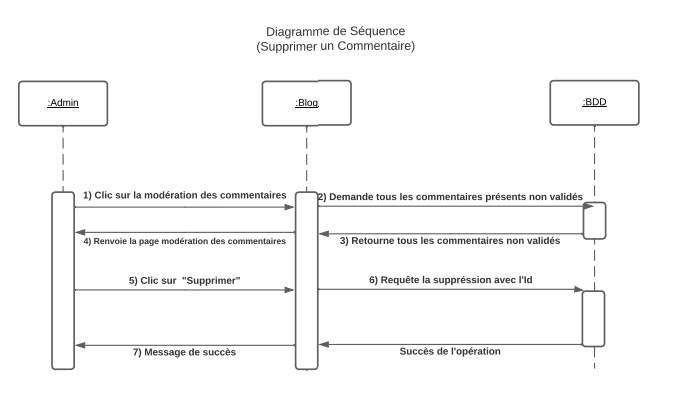 Diagramme de Séquence
(Supprimer un Commentaire)
:Admin
:Blog
:BDD
1) Clic sur la modération des commentaires
2) Demande tous les commentaires présents non validés
4) Renvoie la page modération des commentaires
3) Retourne tous les commentaires non validés
5) Clic sur "Supprimer"
6) Requête la suppréssion avec l'Id
7) Message de succès
Succès de l'opération